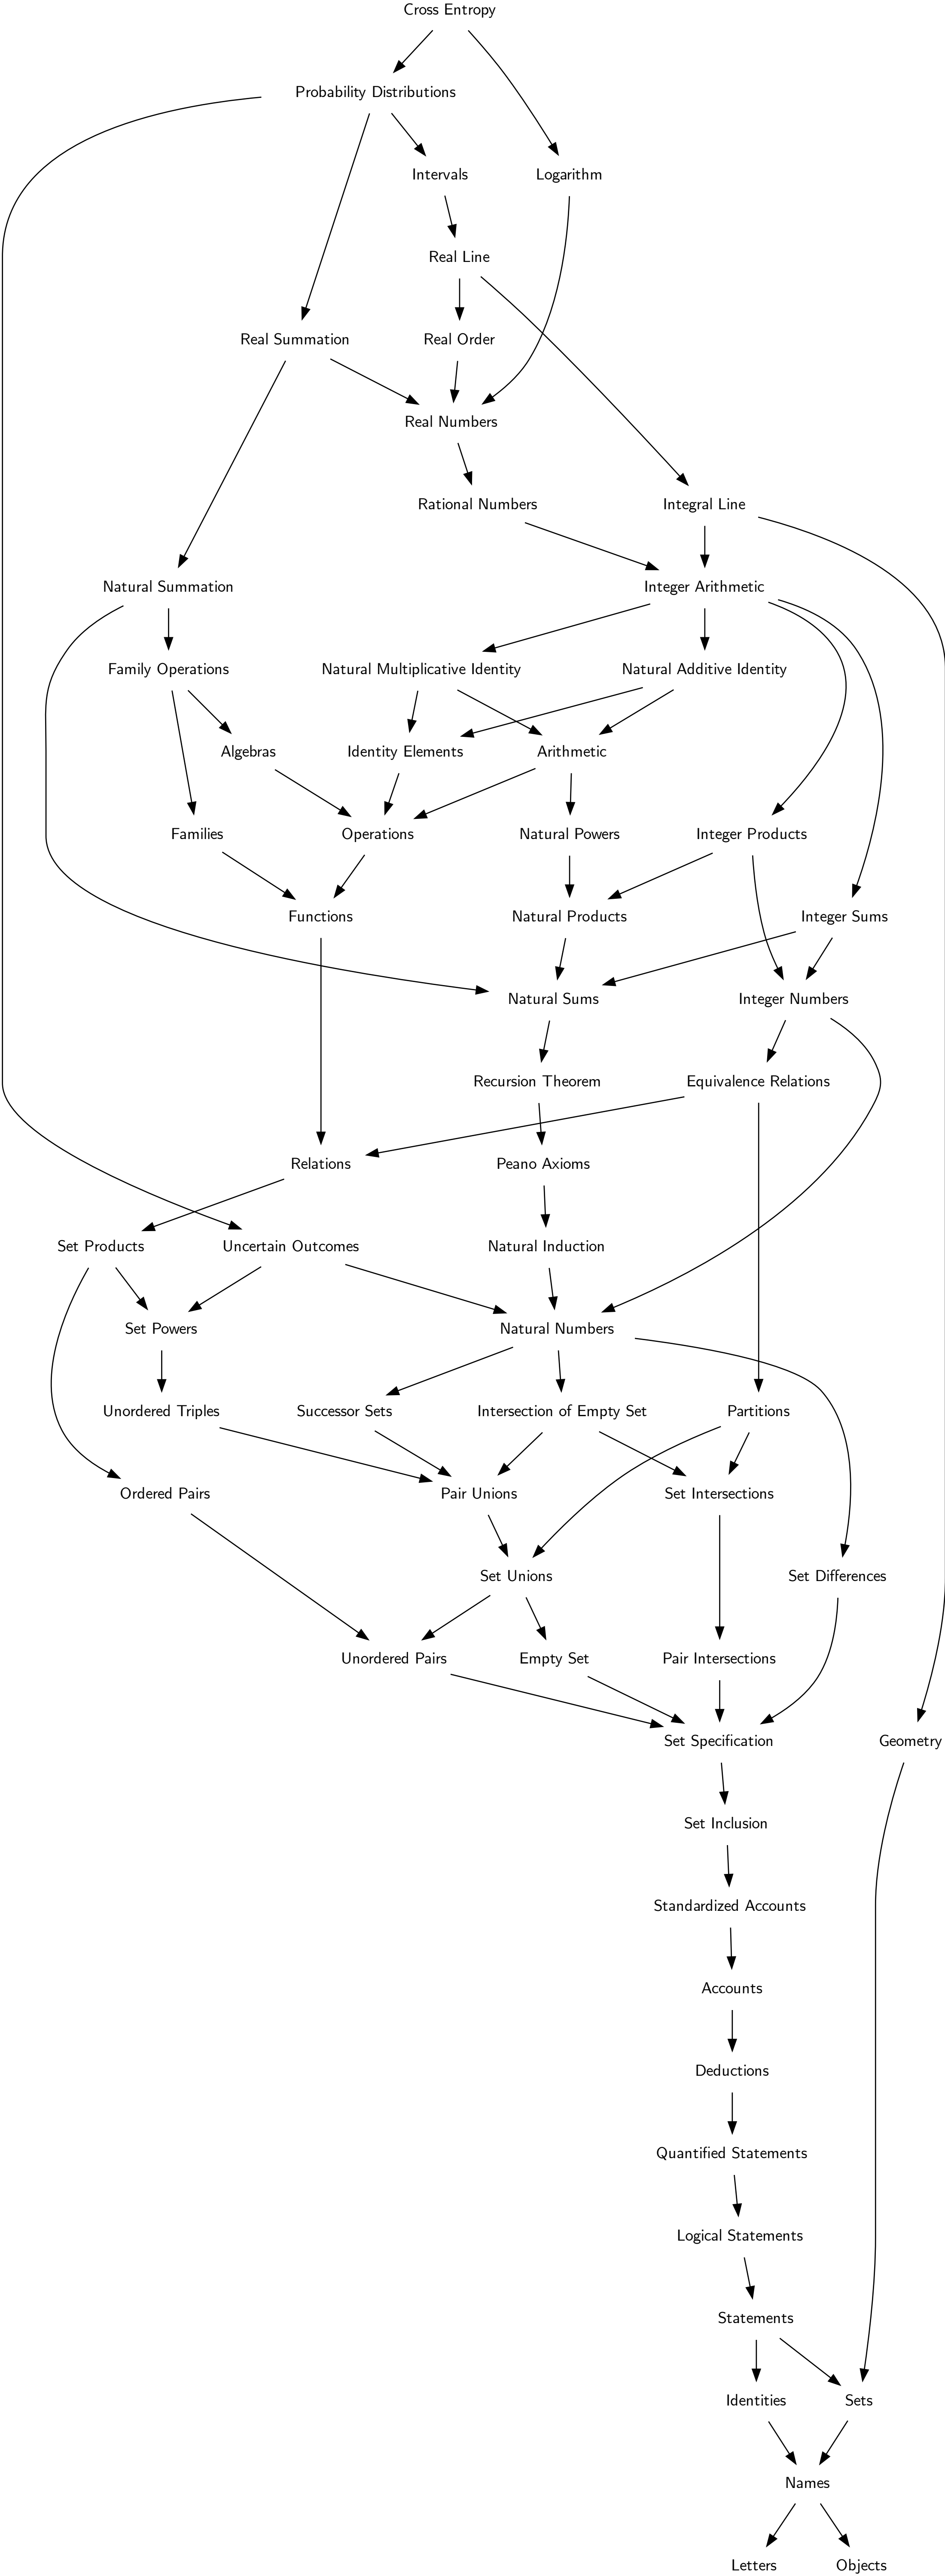 Cross Entropy
Probability Distributions
Intervals
Logarithm
Real Line
Real Summation
Real Order
Real Numbers
Rational Numbers
Integral Line
Natural Summation
Integer Arithmetic
Family Operations
Natural Multiplicative Identity
Natural Additive Identity
Algebras
Identity Elements
Arithmetic
Families
Operations
Natural Powers
Integer Products
Functions
Natural Products
Integer Sums
Natural Sums
Integer Numbers
Recursion Theorem
Equivalence Relations
Relations
Peano Axioms
Set Products
Uncertain Outcomes
Natural Induction
Set Powers
Natural Numbers
Unordered Triples
Successor Sets
Intersection of Empty Set
Partitions
Ordered Pairs
Pair Unions
Set Intersections
Set Unions
Set Differences
Unordered Pairs
Empty Set
Pair Intersections
Set Specification
Geometry
Set Inclusion
Standardized Accounts
Accounts
Deductions
Quantified Statements
Logical Statements
Statements
Identities
Sets
Names
Letters
Objects